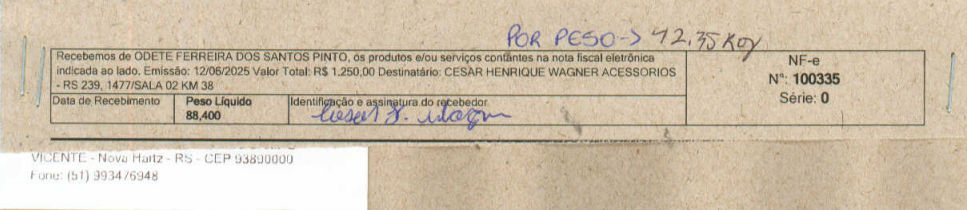 POR PESO-> 42,35 Kg
Recebemos de ODETE FERREIRA DOS SANTOS PINTO, os produtos e/ou serviços contantes na nota fiscal eletrônica
indicada ao lado. Emissão: 12/06/2025 Valor Total: R$ 1.250,00 Destinatário: CESAR HENRIQUE WAGNER ACESSORIOS
- RS 239, 1477/SALA 02 KM 38
NF-e
Nº: 100335
Série: 0
Data de Recebimento
Peso Líquido
88,400
Identificação e assinatura do recebedor
Cesar H. Wagner
VICENTE - Nova Hartz - RS - CEP 93890000
Fone: (51) 993476948